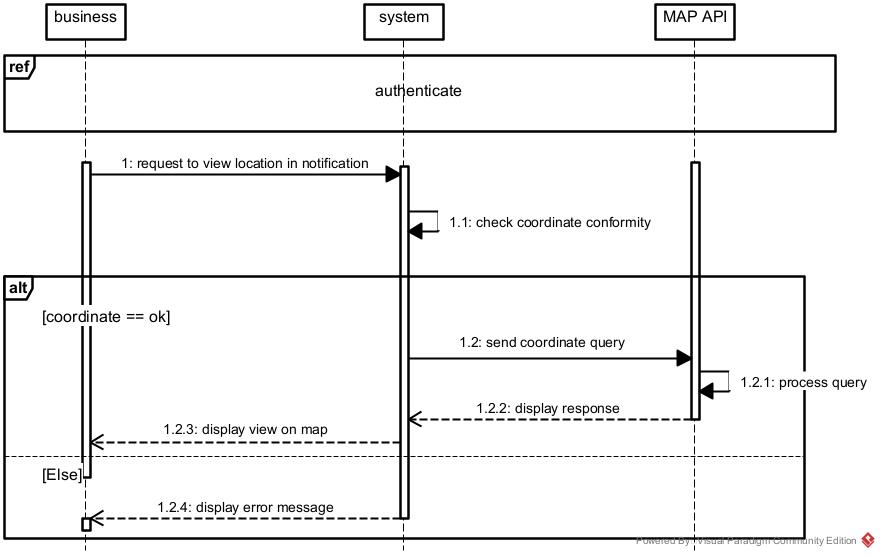 business
system
MAP API
ref
authenticate
1: request to view location in notification
1.1: check coordinate conformity
alt
[coordinate == ok]
1.2: send coordinate query
1.2.1: process query
1.2.2: display response
1.2.3: display view on map
[Else]
1.2.4: display error message
Powered By: Visual Paradigm Community Edition